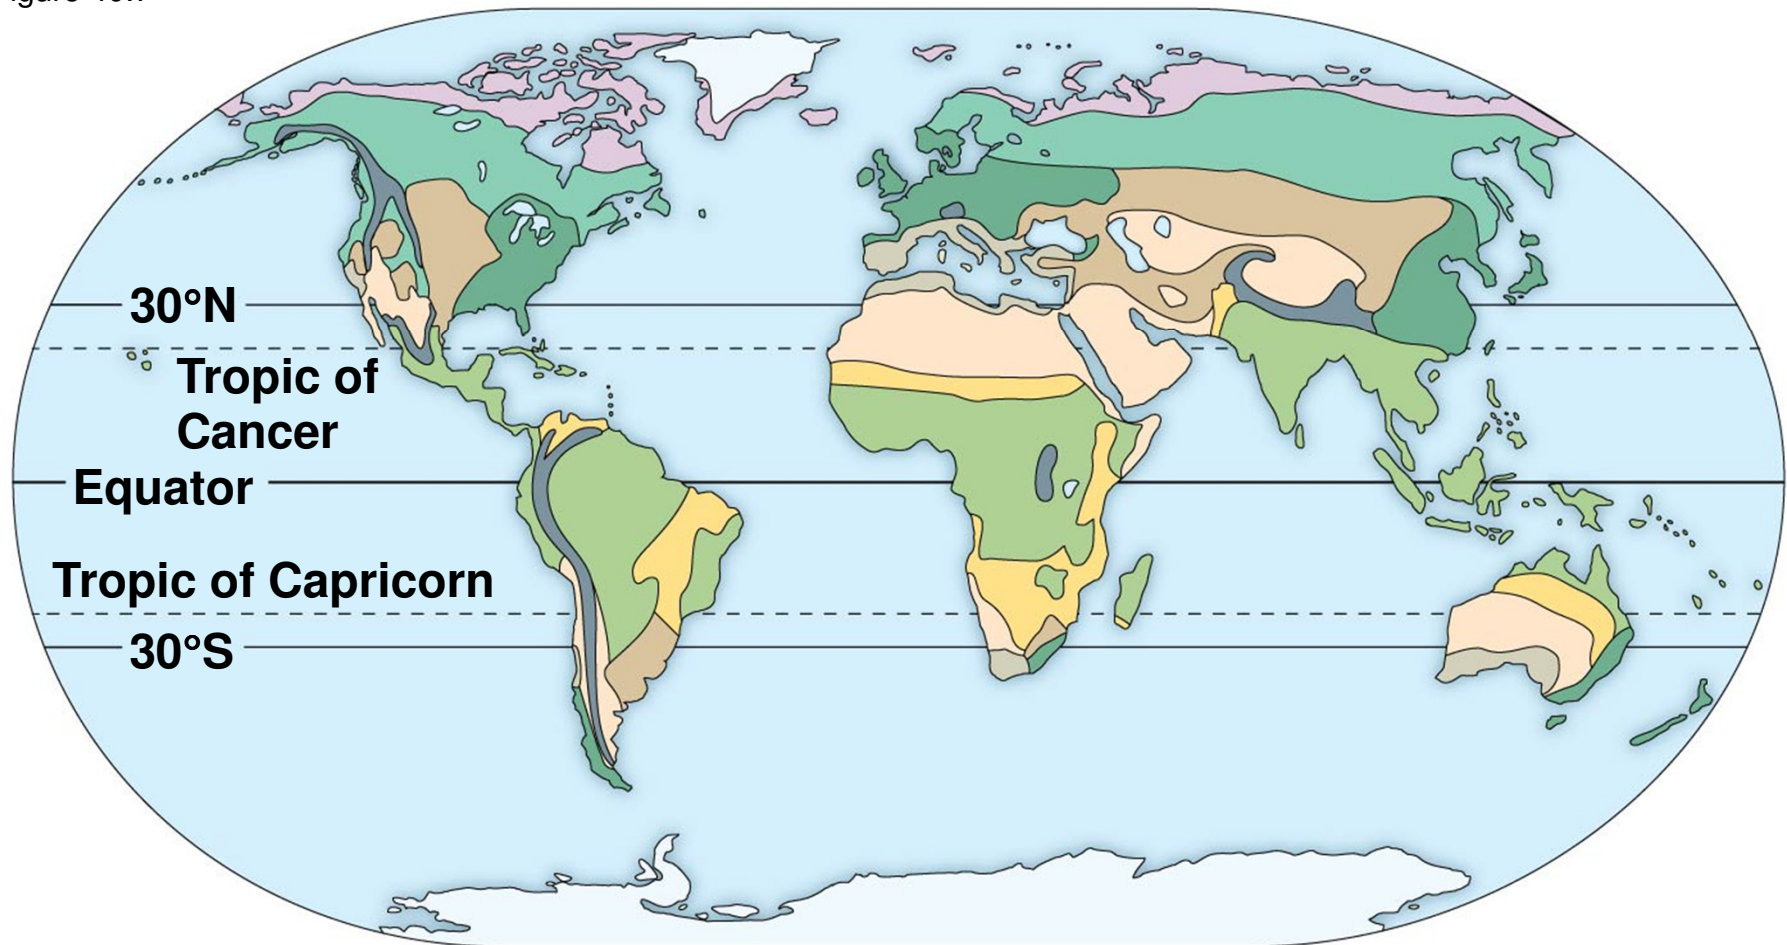 30°N
Tropic of
Cancer
Equator
Tropic of Capricorn
30°S